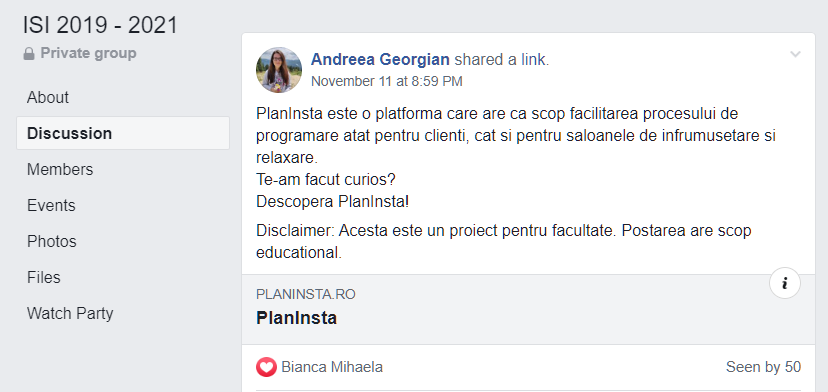 ISI 2019 - 2021
Private group
About
Discussion
Members
Events
Photos
Files
Watch Party
Andreea Georgian shared a link.
November 11 at 8:59 PM
PlanInsta este o platforma care are ca scop facilitarea procesului de
programare atat pentru clienti, cat si pentru saloanele de infrumusetare si
relaxare.
Te-am facut curios?
Descopera PlanInsta!
Disclaimer: Acesta este un proiect pentru facultate. Postarea are scop
educational.
PLANINSTA.RO
PlanInsta
i
Bianca Mihaela
Seen by 50